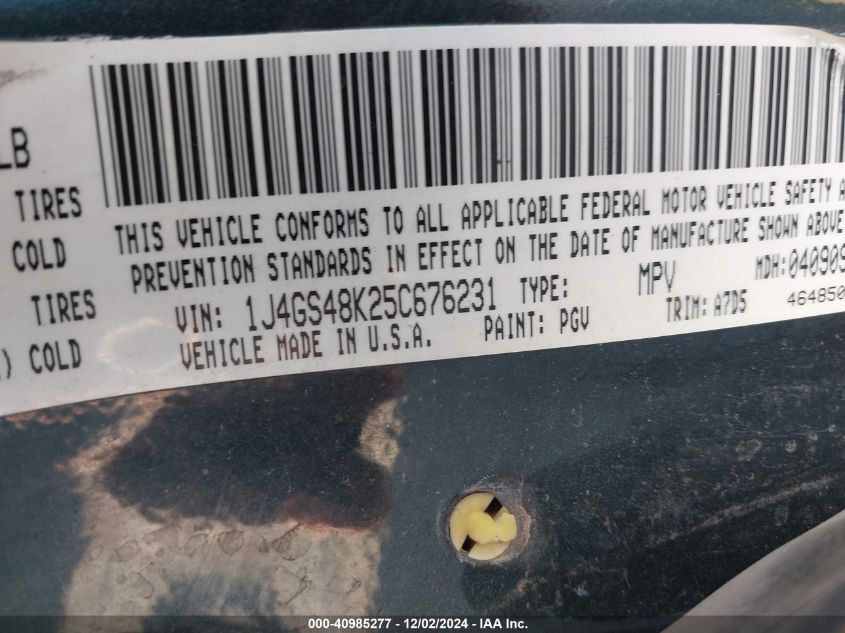 LB
TIRES
COLD
TIRES
) COLD
THIS VEHICLE CONFORMS TO ALL APPLICABLE FEDERAL MOTOR VEHICLE SAFETY A
PREVENTION STANDARDS IN EFFECT ON THE DATE OF MANUFACTURE SHOWN ABOVE
VIN: 1J4GS48K25C676231 TYPE: MPV MDH:04090
VEHICLE MADE IN U.S.A. PAINT: PGV TRIM: A7D5 464850
000-40985277 - 12/02/2024 - IAA Inc.